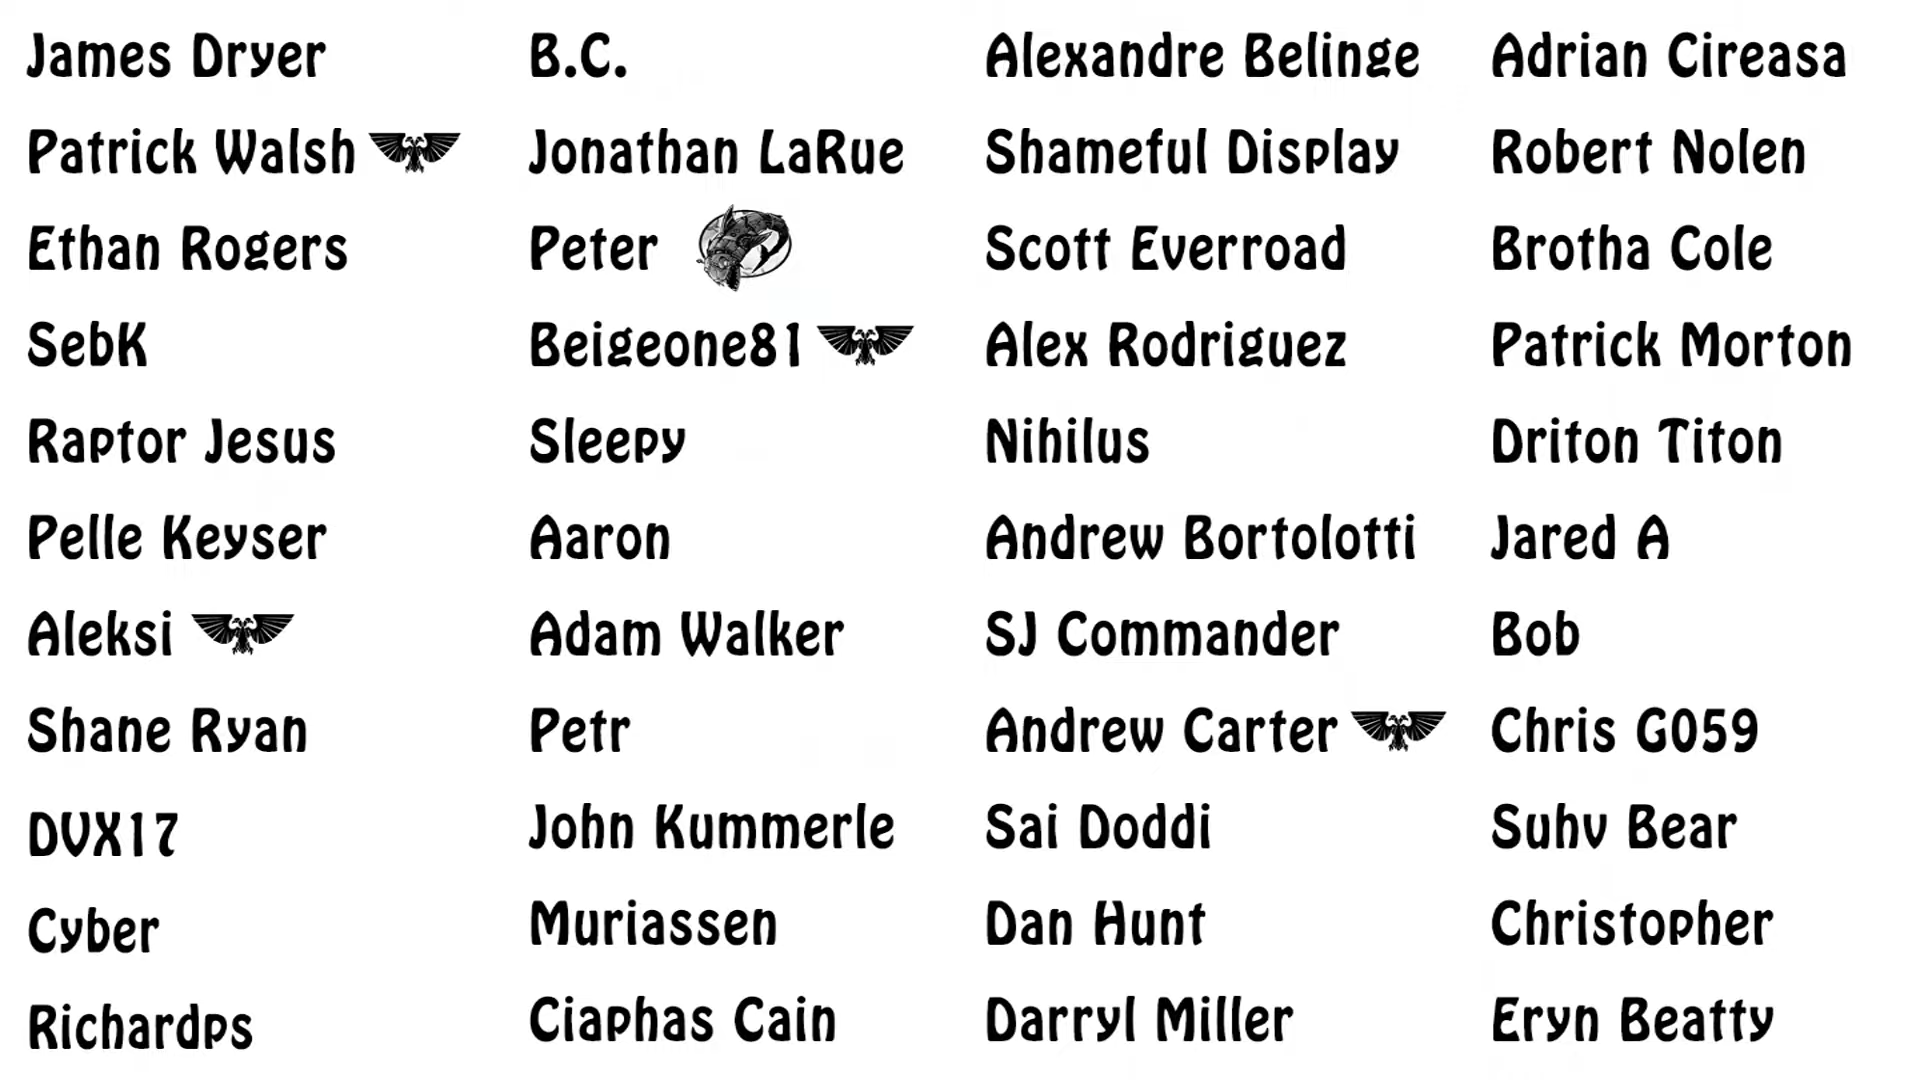 James Dryer
Patrick Walsh
Ethan Rogers
SebK
Raptor Jesus
Pelle Keyser
Aleksi
Shane Ryan
DVX17
Cyber
Richardps
B.C.
Jonathan LaRue
Peter
Beigeone81
Sleepy
Aaron
Adam Walker
Petr
John Kummerle
Muriassen
Ciaphas Cain
Alexandre Belinge
Shameful Display
Scott Everroad
Alex Rodriguez
Nihilus
Andrew Bortolotti
SJ Commander
Andrew Carter
Sai Doddi
Dan Hunt
Darryl Miller
Adrian Cireasa
Robert Nolen
Brotha Cole
Patrick Morton
Driton Titon
Jared A
Bob
Chris G059
Suhv Bear
Christopher
Eryn Beatty